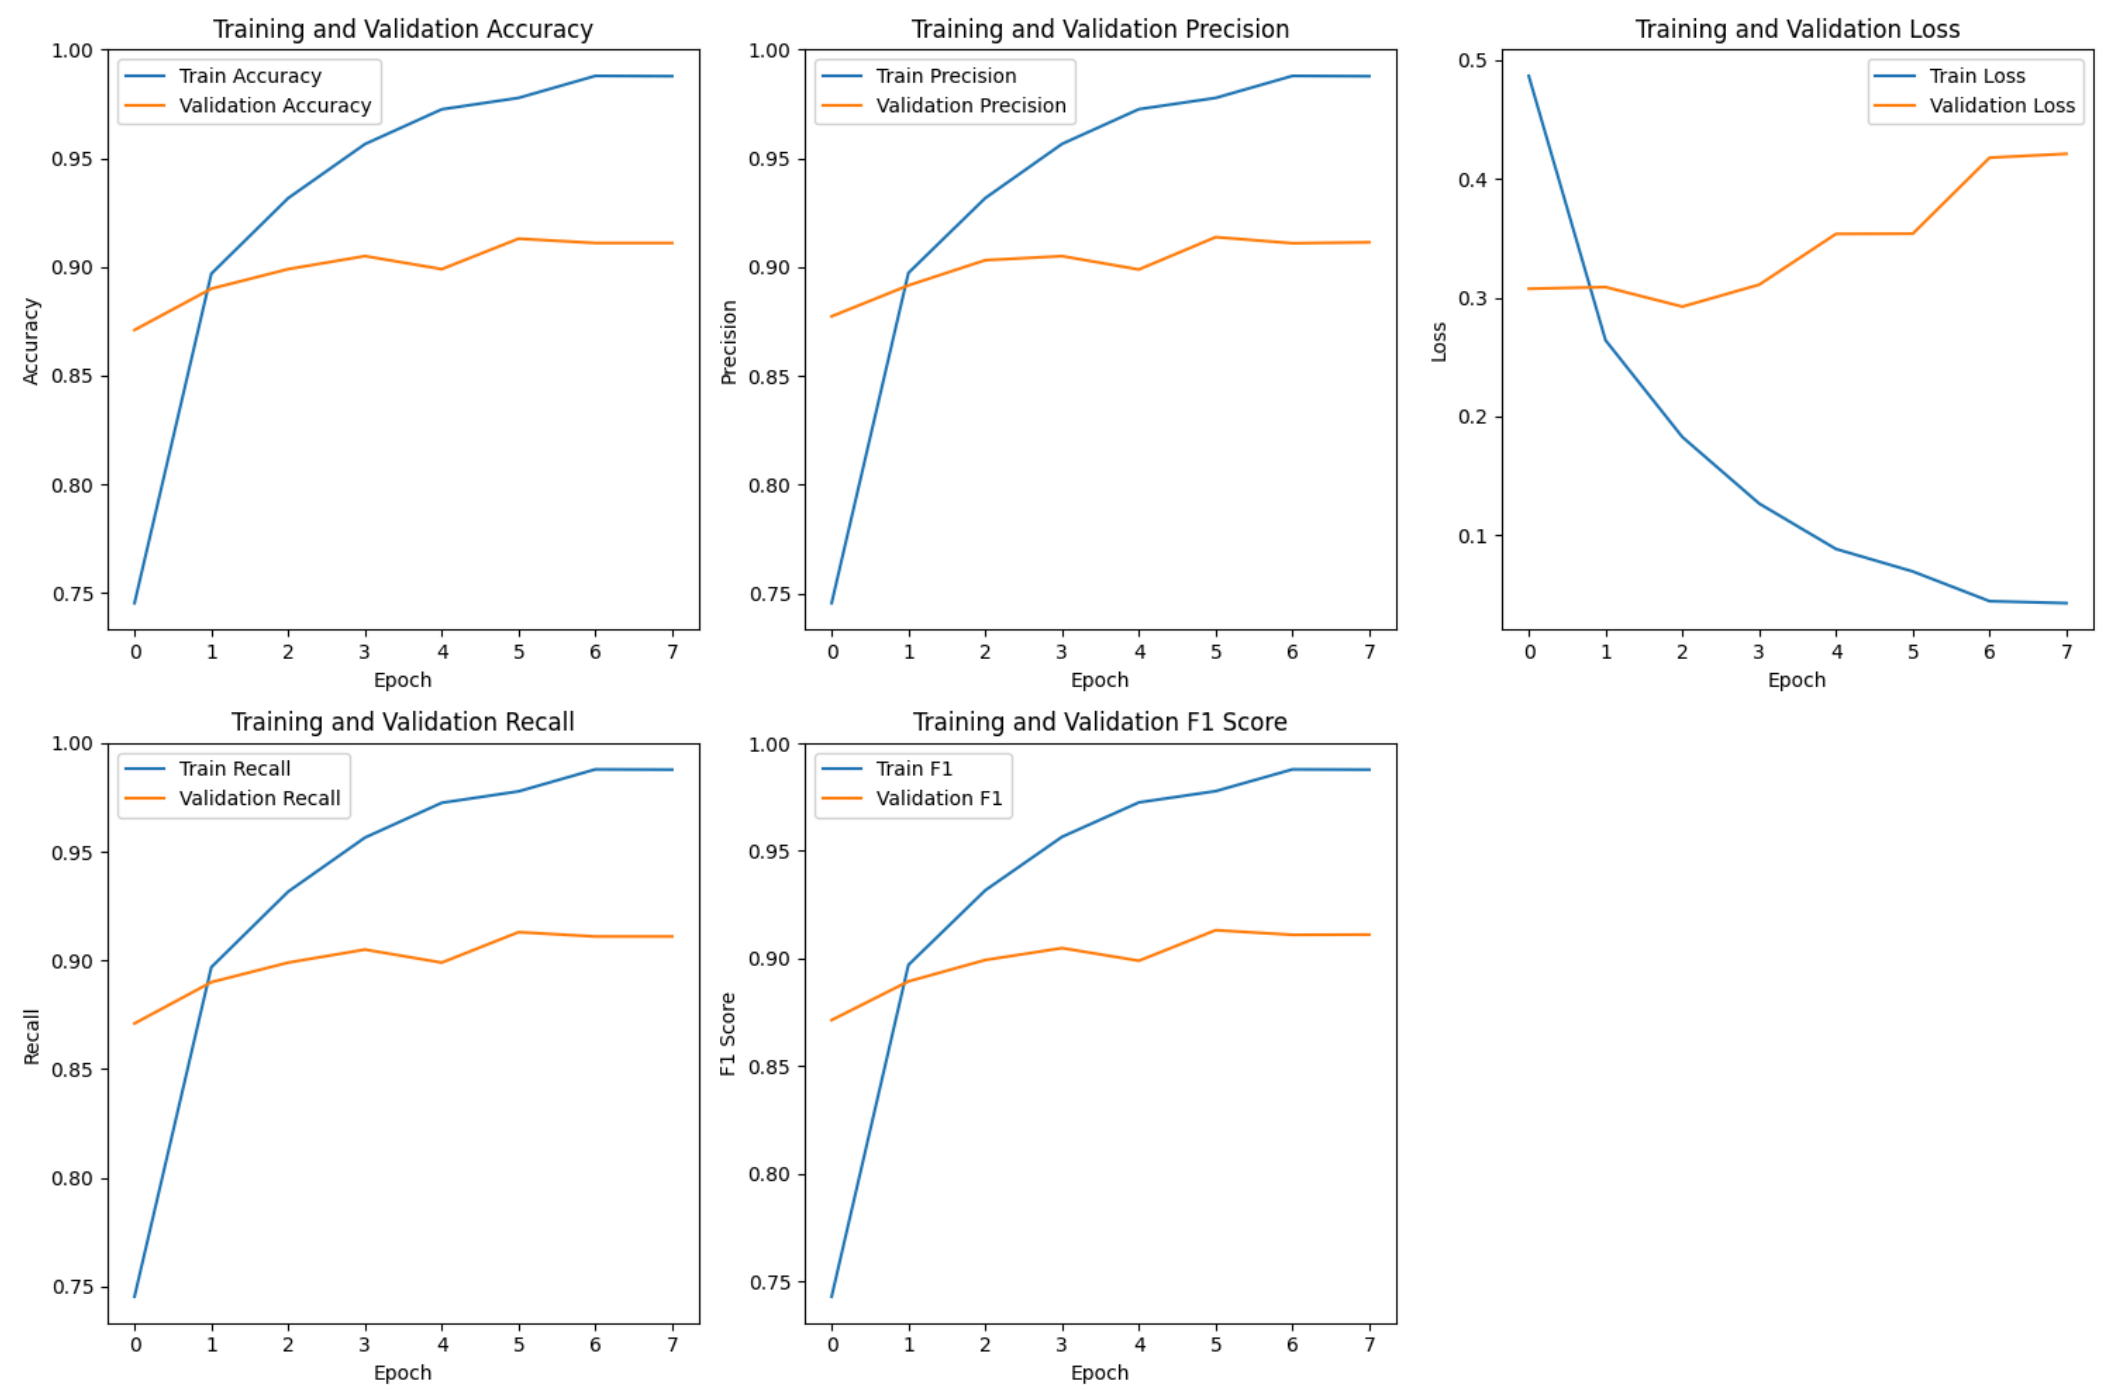 Training and Validation Accuracy
1.00
0.95
0.90
0.85
0.80
0.75
Accuracy
Train Accuracy
Validation Accuracy
0 1 2 3 4 5 6 7
Epoch
Training and Validation Precision
1.00
0.95
0.90
0.85
0.80
0.75
Precision
Train Precision
Validation Precision
0 1 2 3 4 5 6 7
Epoch
Training and Validation Loss
0.5
0.4
0.3
0.2
0.1
Loss
Train Loss
Validation Loss
0 1 2 3 4 5 6 7
Epoch
Training and Validation Recall
1.00
0.95
0.90
0.85
0.80
0.75
Recall
Train Recall
Validation Recall
0 1 2 3 4 5 6 7
Epoch
Training and Validation F1 Score
1.00
0.95
0.90
0.85
0.80
0.75
F1 Score
Train F1
Validation F1
0 1 2 3 4 5 6 7
Epoch